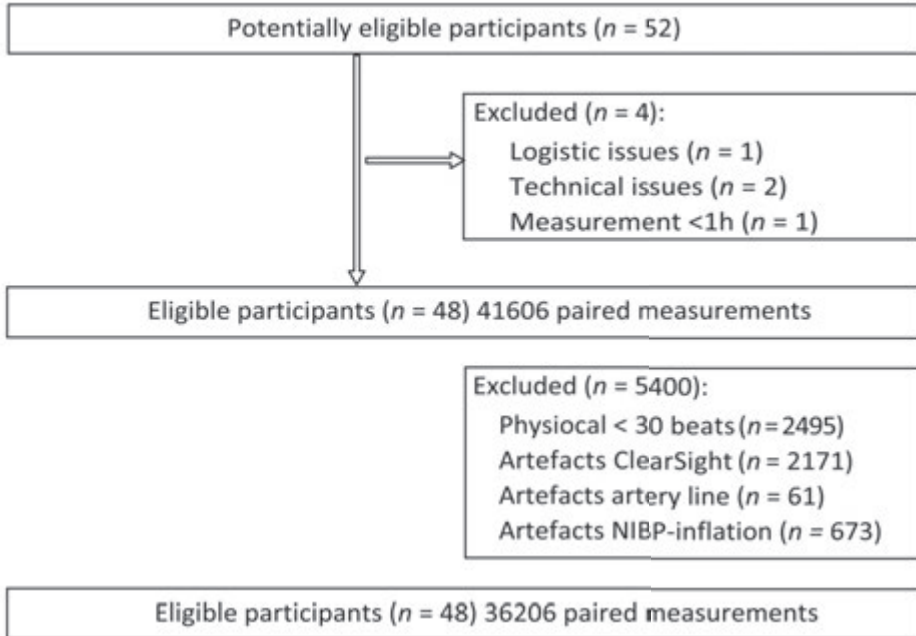 Potentially eligible participants (n = 52)
Excluded (n = 4):
Logistic issues (n = 1)
Technical issues (n = 2)
Measurement <1h (n = 1)
Eligible participants (n = 48) 41606 paired measurements
Excluded (n = 5400):
Physiocal < 30 beats (n = 2495)
Artefacts ClearSight (n = 2171)
Artefacts artery line (n = 61)
Artefacts NIBP-inflation (n = 673)
Eligible participants (n = 48) 36206 paired measurements